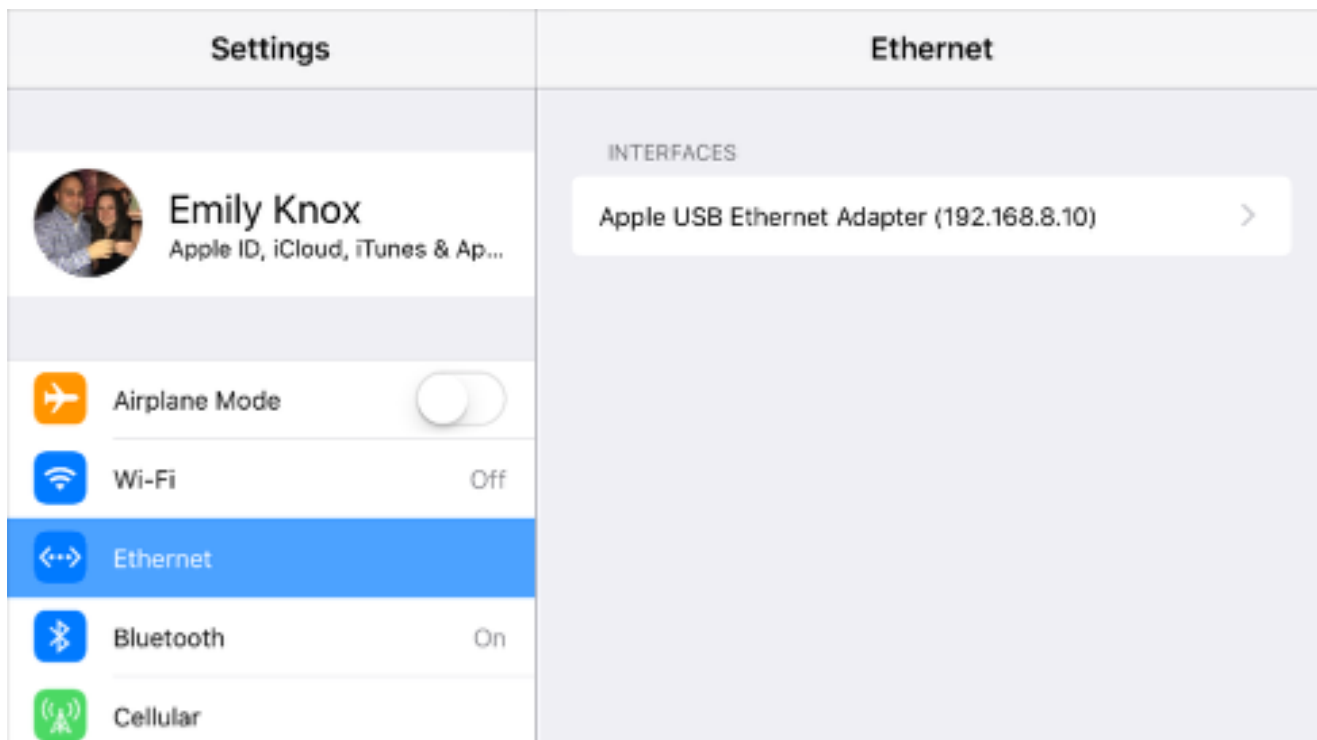 Settings
Ethernet
Emily Knox
Apple ID, iCloud, iTunes & Ap...
Airplane Mode
Wi-Fi Off
Ethernet
Bluetooth On
Cellular
INTERFACES
Apple USB Ethernet Adapter (192.168.8.10)